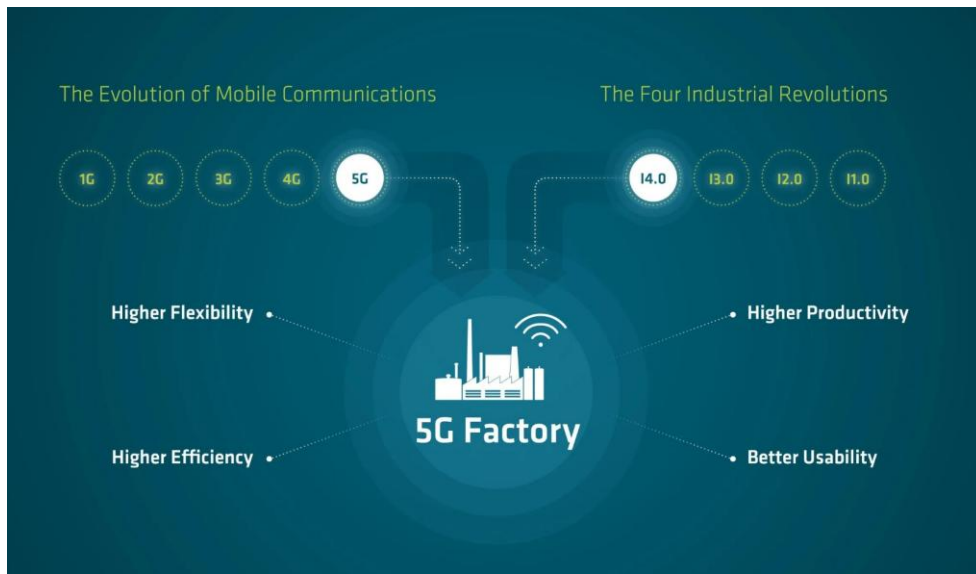 The Evolution of Mobile Communications
The Four Industrial Revolutions
1G 2G 3G 4G 5G
I4.0 I3.0 I2.0 I1.0
Higher Flexibility
Higher Productivity
5G Factory
Higher Efficiency
Better Usability